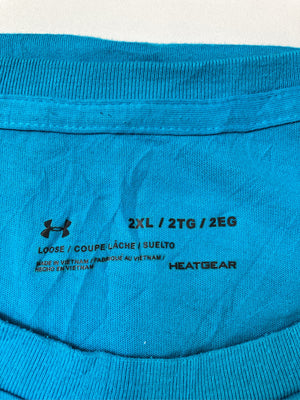 2XL / 2TG / 2EG
LOOSE / COUPE LÂCHE / SUELTO
MADE IN VIETNAM / FABRIQUÉ AU VIETNAM /
HECHO EN VIETNAM
HEATGEAR